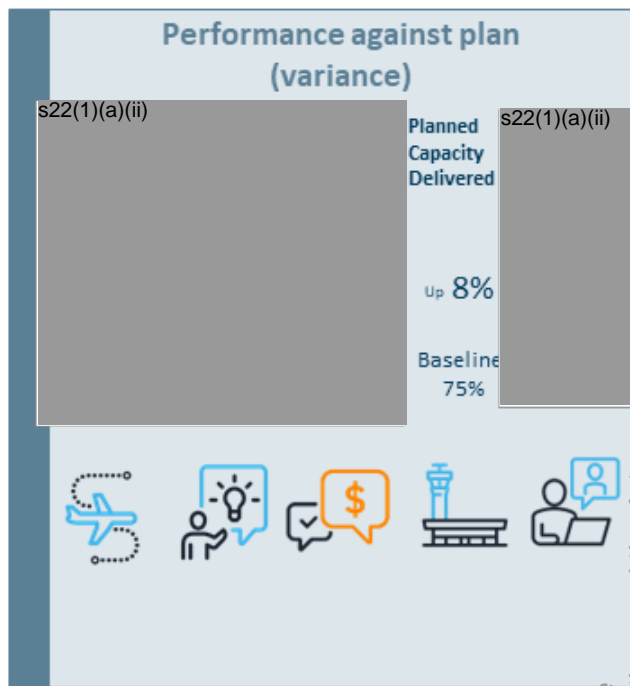 Performance against plan
(variance)
s22(1)(a)(ii)
Planned
Capacity
Delivered
s22(1)(a)(ii)
Up 8%
Baseline
75%
$